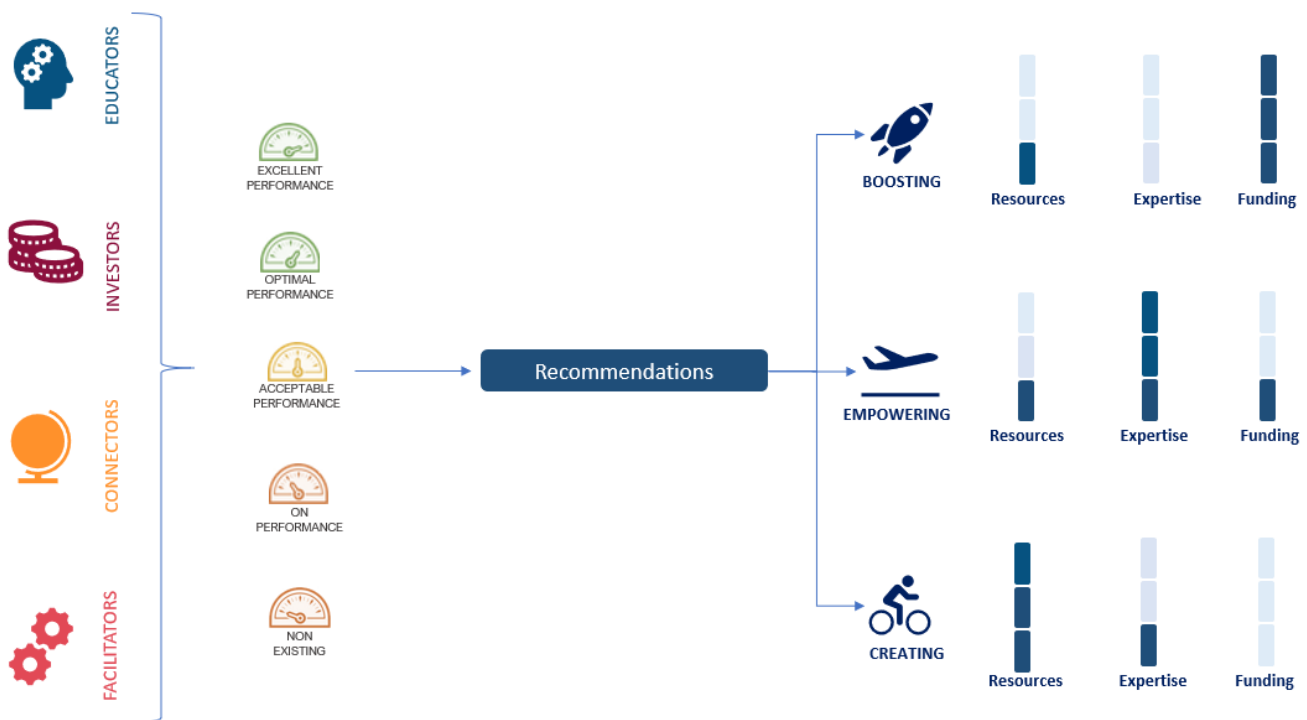 EDUCATORS
INVESTORS
CONNECTORS
FACILITATORS
EXCELLENT
PERFORMANCE
OPTIMAL
PERFORMANCE
ACCEPTABLE
PERFORMANCE
ON
PERFORMANCE
NON
EXISTING
Recommendations
BOOSTING
Resources
Expertise
Funding
EMPOWERING
Resources
Expertise
Funding
CREATING
Resources
Expertise
Funding